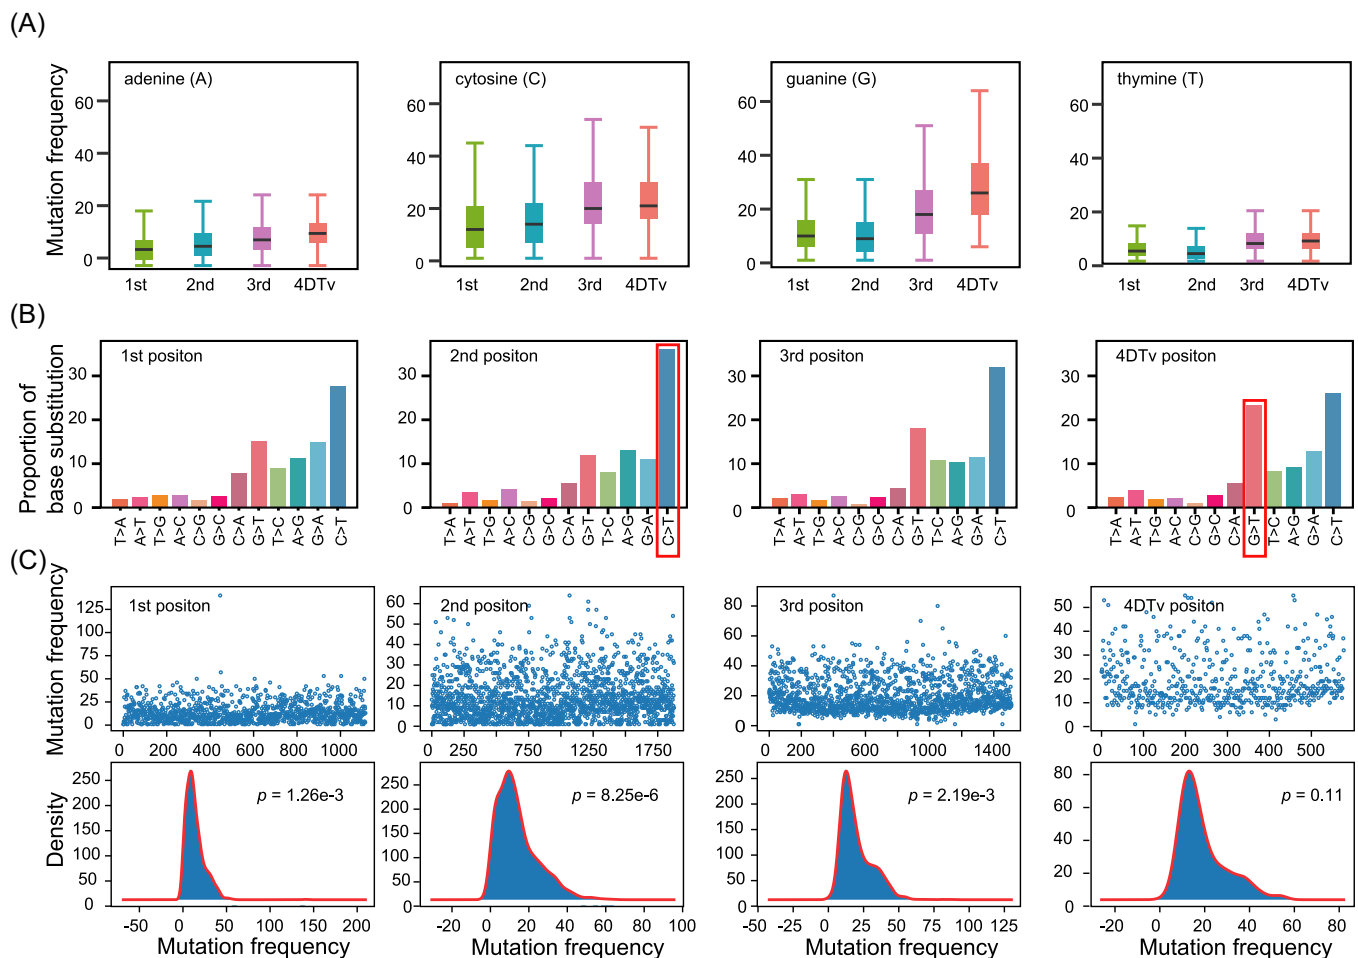 (A)
Mutation frequency
adenine (A)
60
40
20
0
1st 2nd 3rd 4DTv
cytosine (C)
60
40
20
0
1st 2nd 3rd 4DTv
guanine (G)
60
40
20
0
1st 2nd 3rd 4DTv
thymine (T)
60
40
20
0
1st 2nd 3rd 4DTv
(B)
Proportion of
base substitution
1st positon
30
20
10
0
T>A A>T T>G A>C C>G G>C C>A G>T T>C A>G G>A C>T
2nd positon
30
20
10
0
T>A A>T T>G A>C C>G G>C C>A G>T T>C A>G G>A C>T
3rd positon
30
20
10
0
T>A A>T T>G A>C C>G G>C C>A G>T T>C A>G G>A C>T
4DTv positon
30
20
10
0
T>A A>T T>G A>C C>G G>C C>A G>T T>C A>G G>A C>T
(C)
Mutation frequency
1st positon
125
100
75
50
25
0
0 200 400 600 800 1000
2nd positon
60
50
40
30
20
10
0
0 250 750 1250 1750
3rd positon
80
60
40
20
0
0 200 400 600 800 1000 1400
4DTv positon
50
40
30
20
10
0
0 100 200 300 400 500
Density
p = 1.26e-3
250
200
150
100
50
0
-50 0 50 100 150 200
Mutation frequency
p = 8.25e-6
250
200
150
100
50
0
-20 0 20 40 60 80 100
Mutation frequency
p = 2.19e-3
250
200
150
100
50
0
-50 -25 0 25 50 75 100 125
Mutation frequency
p = 0.11
80
60
40
20
0
-20 0 20 40 60 80
Mutation frequency